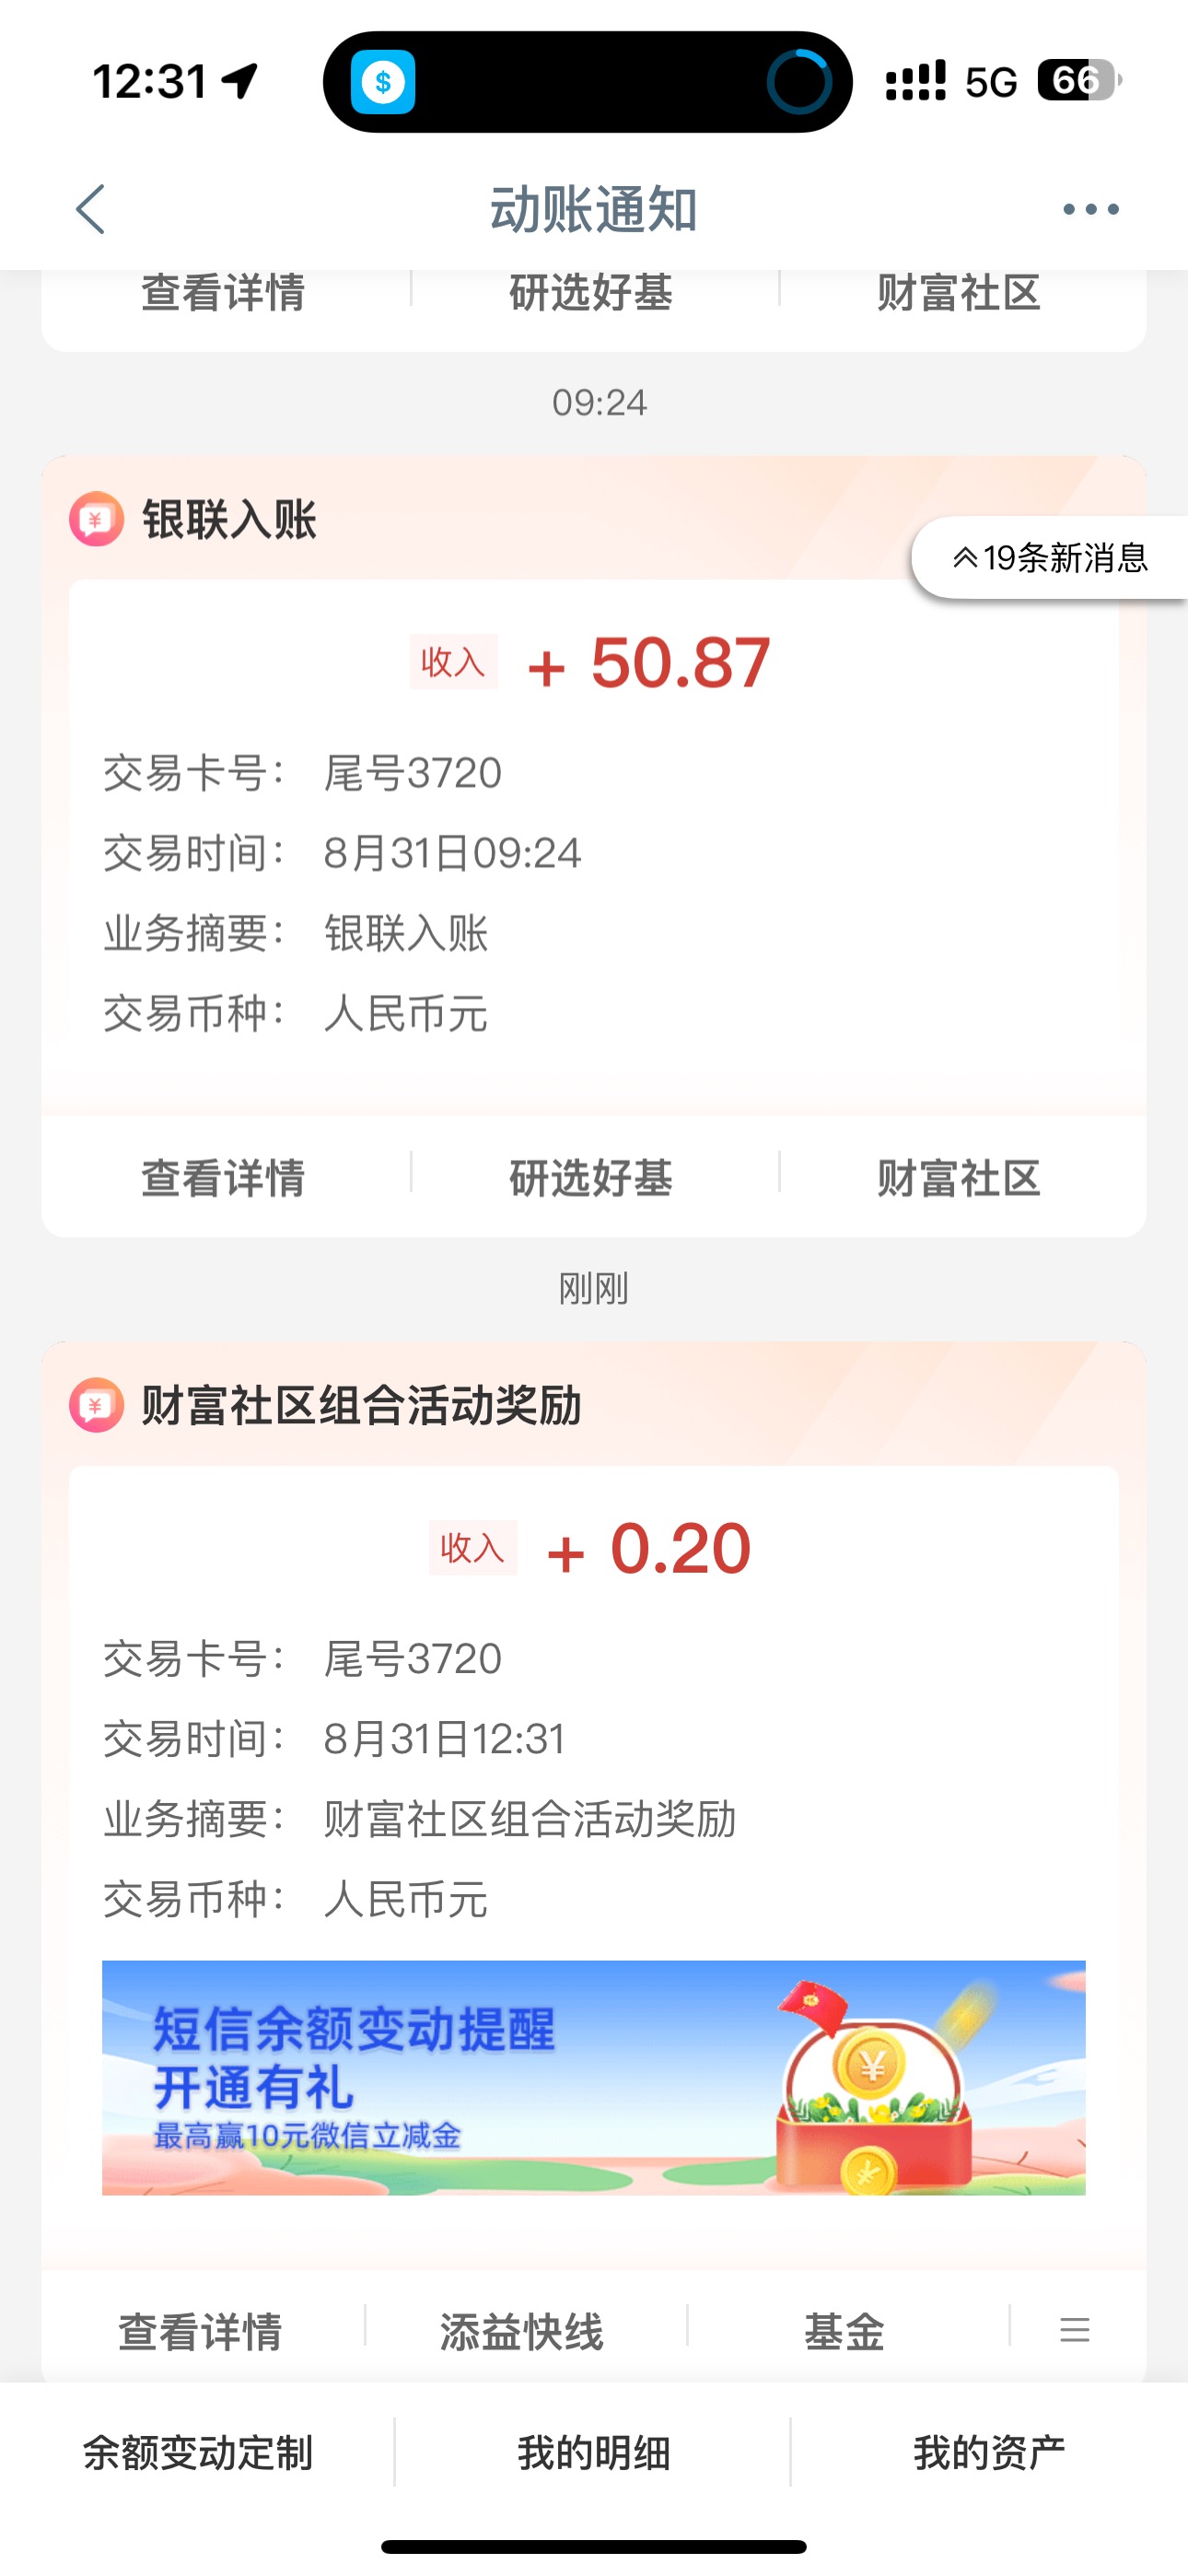 12:31
5G
66
动账通知
查看详情
研选好基
财富社区
09:24
银联入账
19条新消息
收入 + 50.87
交易卡号： 尾号3720
交易时间： 8月31日09:24
业务摘要： 银联入账
交易币种： 人民币元
查看详情
研选好基
财富社区
刚刚
财富社区组合活动奖励
收入 + 0.20
交易卡号： 尾号3720
交易时间： 8月31日12:31
业务摘要： 财富社区组合活动奖励
交易币种： 人民币元
短信余额变动提醒
开通有礼
最高赢10元微信立减金
查看详情
添益快线
基金
余额变动定制
我的明细
我的资产